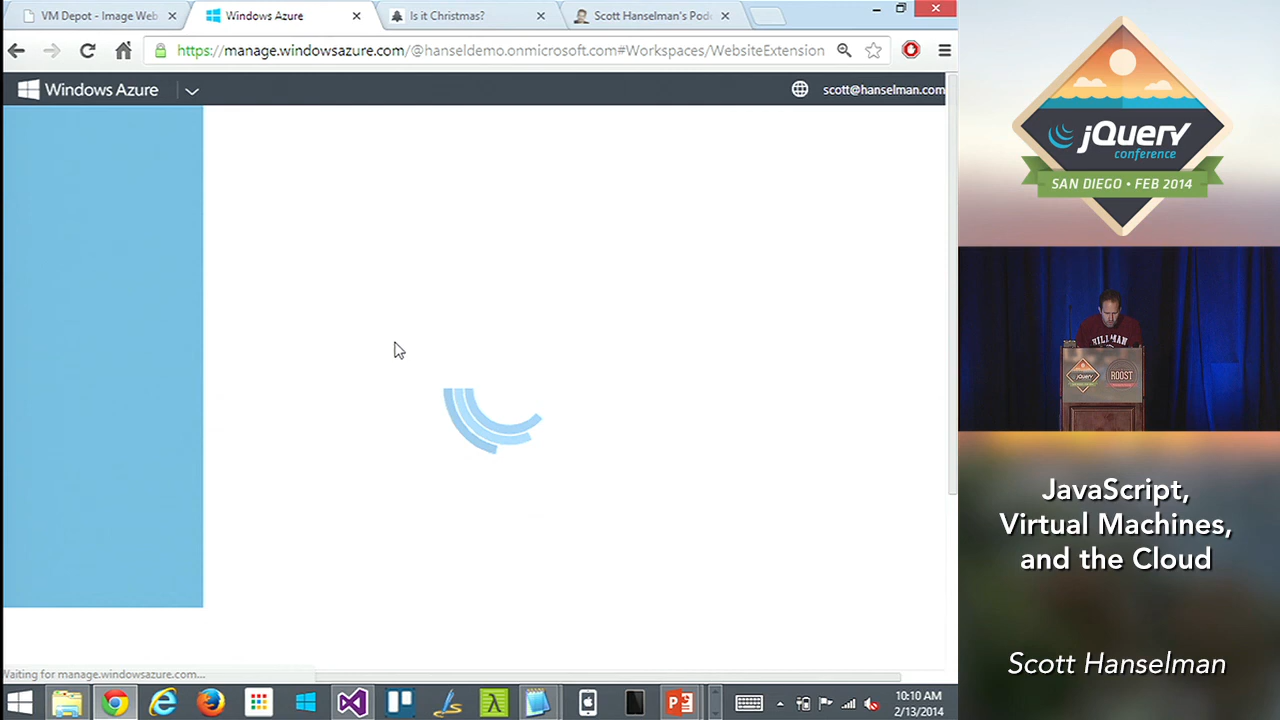 VM Depot - Image Web
Windows Azure
Is it Christmas?
Scott Hanselman's Pod
https://manage.windowsazure.com/@hanseldemo.onmicrosoft.com#Workspaces/WebsiteExtension
Windows Azure
scott@hanselman.com
Waiting for manage.windowsazure.com...
10:10 AM
2/13/2014
jQuery
conference
SAN DIEGO • FEB 2014
ROOST
JavaScript,
Virtual Machines,
and the Cloud
Scott Hanselman